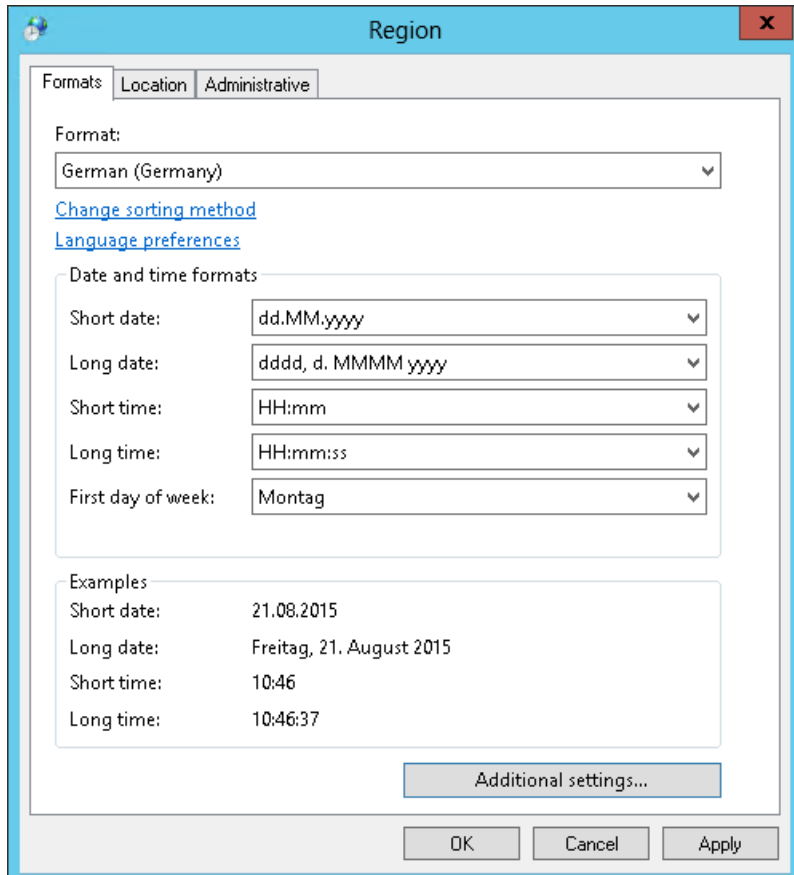 Region
x
Formats Location Administrative
Format:
German (Germany)
Change sorting method
Language preferences
Date and time formats
Short date: dd.MM.yyyy
Long date: dddd, d. MMMM yyyy
Short time: HH:mm
Long time: HH:mm:ss
First day of week: Montag
Examples
Short date: 21.08.2015
Long date: Freitag, 21. August 2015
Short time: 10:46
Long time: 10:46:37
Additional settings...
OK Cancel Apply